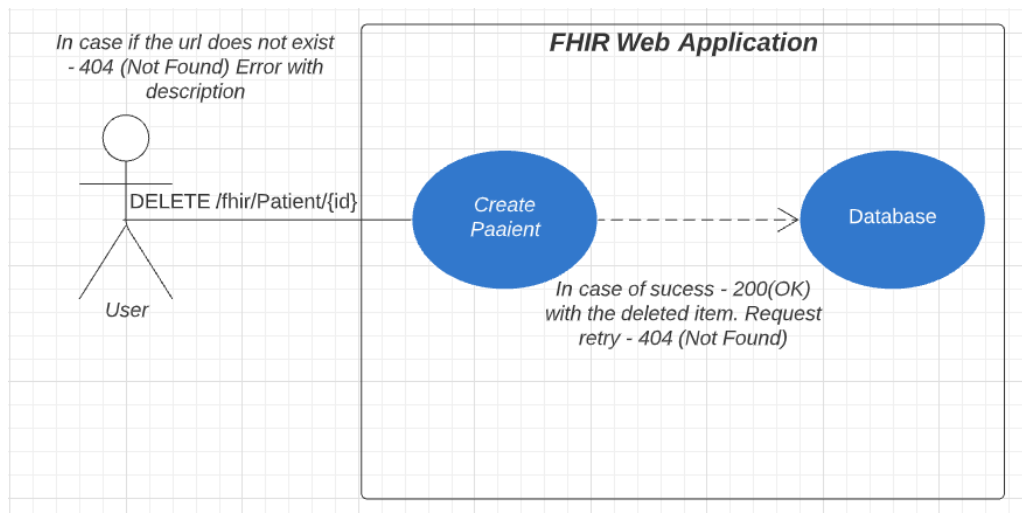 In case if the url does not exist
- 404 (Not Found) Error with
description
FHIR Web Application
DELETE /fhir/Patient/{id}
Create
Paaient
Database
User
In case of sucess - 200(OK)
with the deleted item. Request
retry - 404 (Not Found)